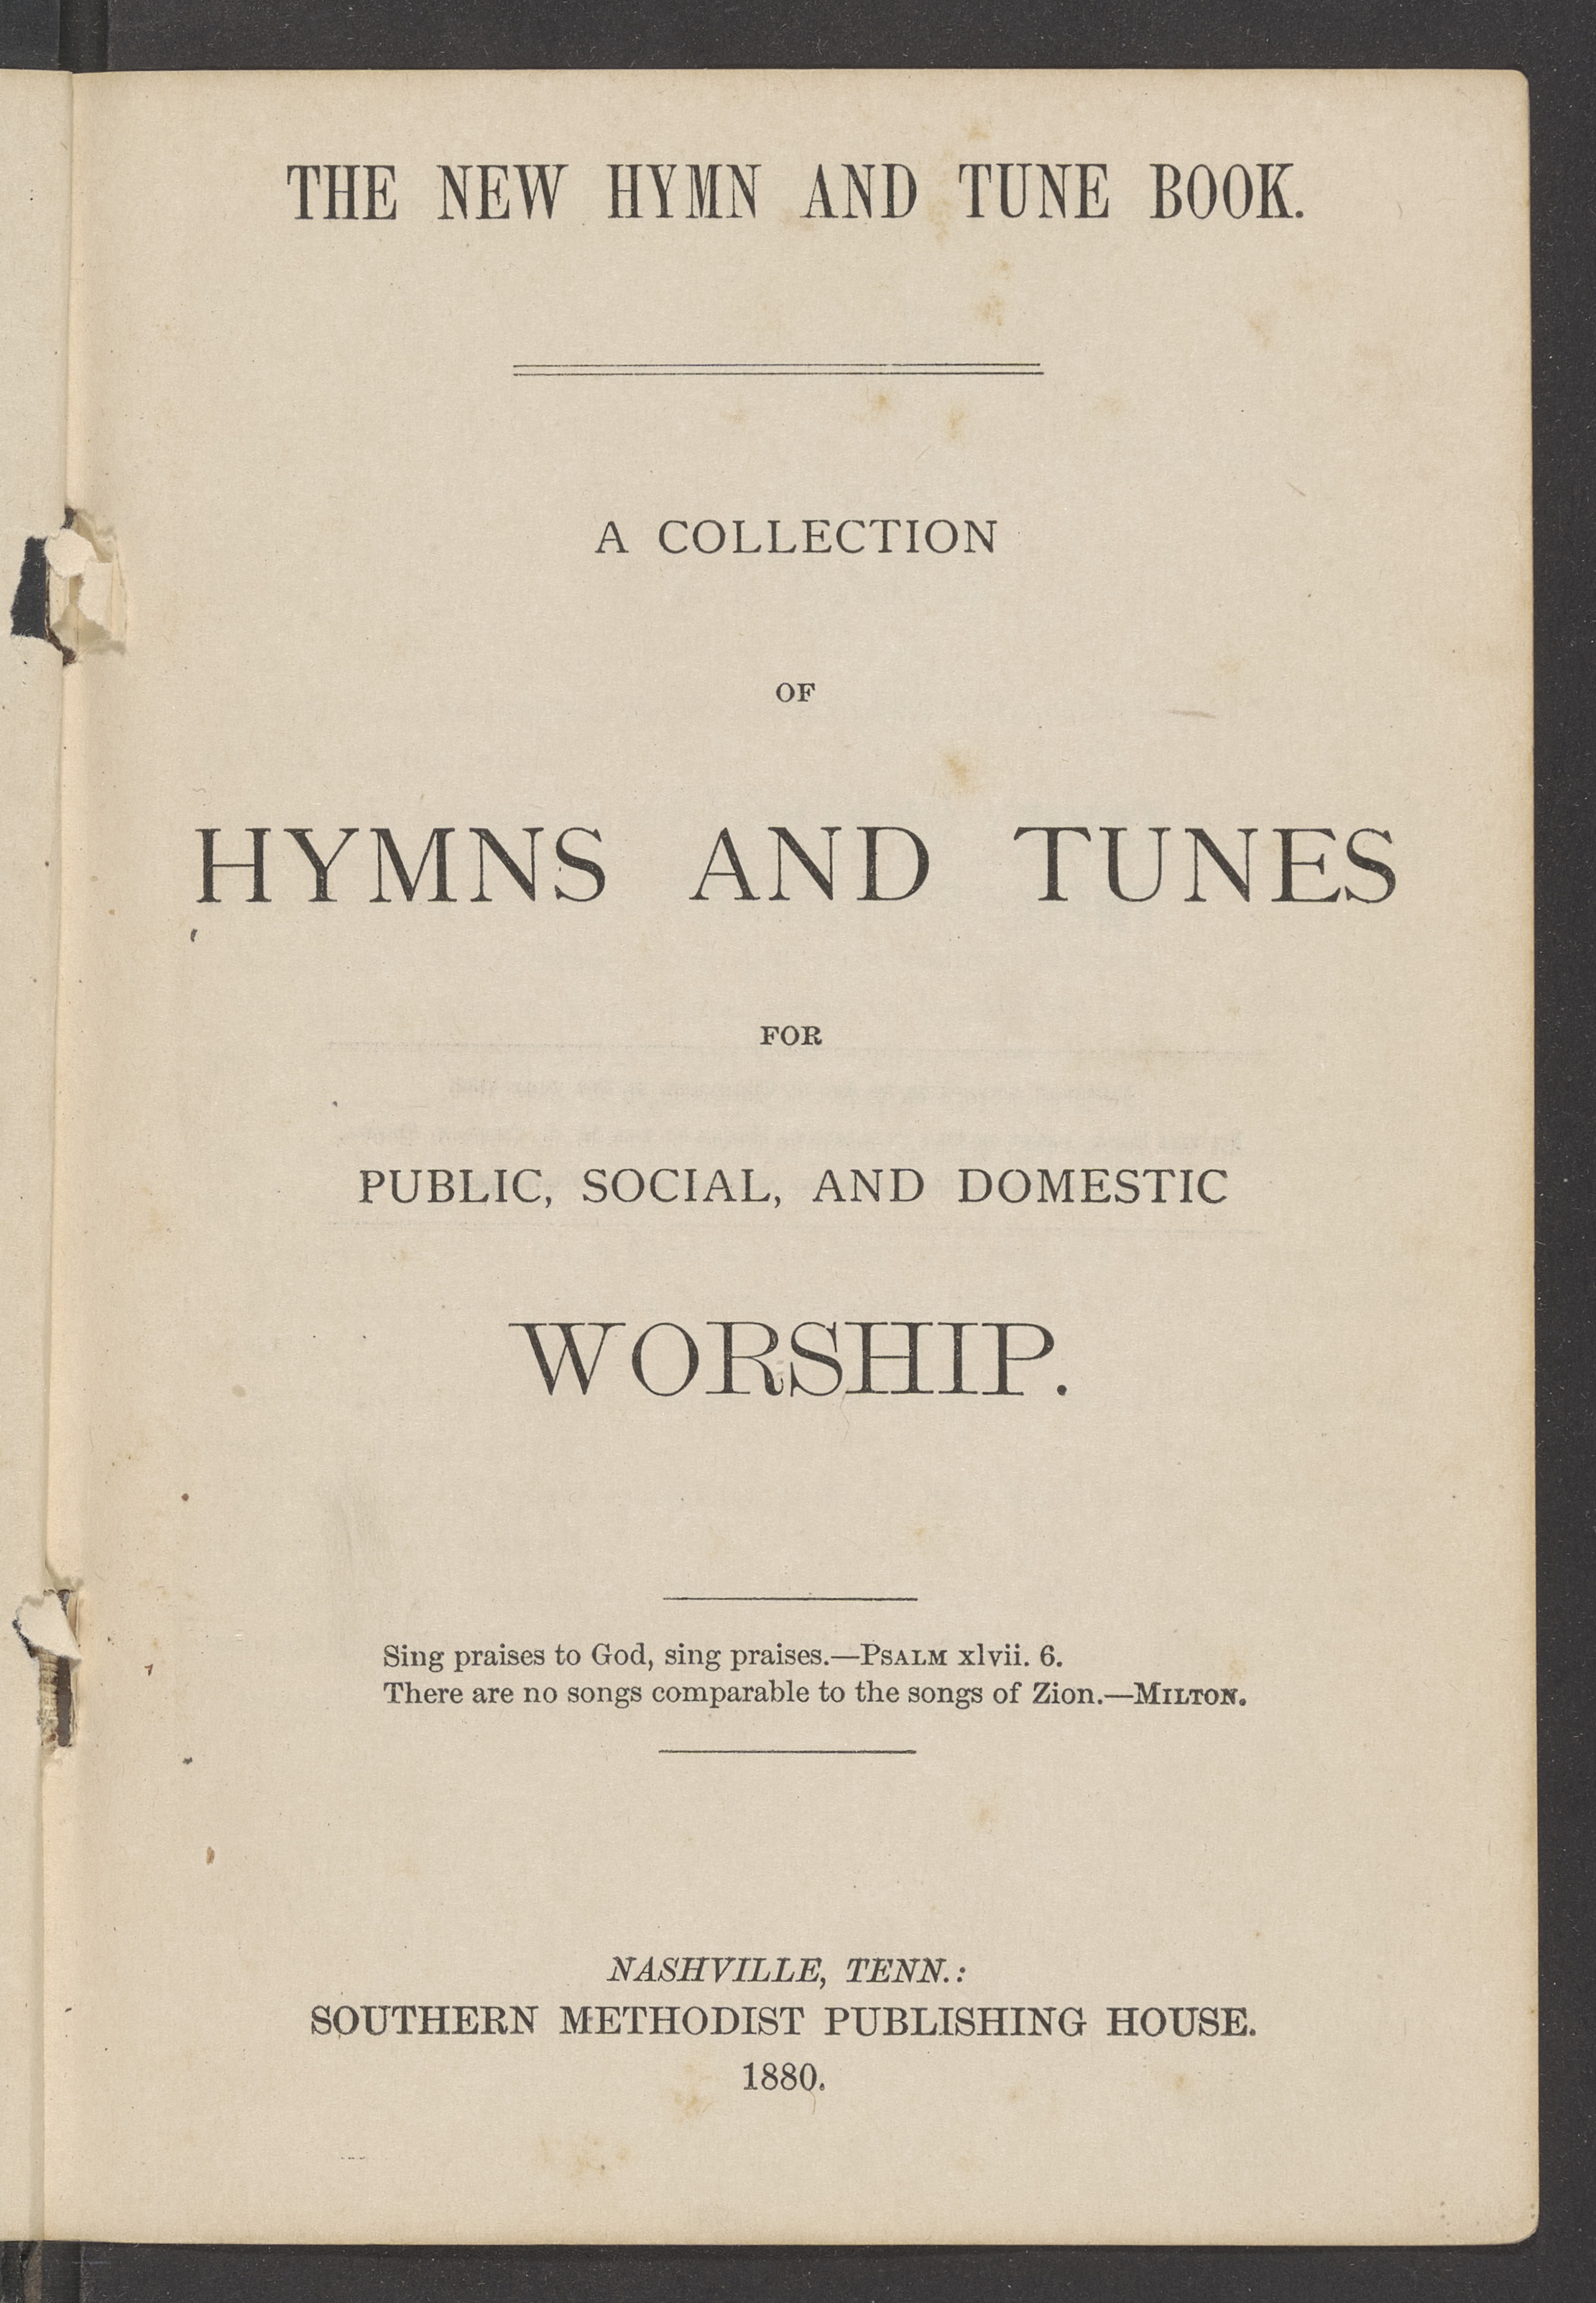 THE NEW HYMN AND TUNE BOOK.
A COLLECTION
OF
HYMNS AND TUNES
FOR
PUBLIC, SOCIAL, AND DOMESTIC
WORSHIP.
Sing praises to God, sing praises.—PSALM xlvii. 6.
There are no songs comparable to the songs of Zion.—MILTON.
NASHVILLE, TENN.:
SOUTHERN METHODIST PUBLISHING HOUSE.
1880.